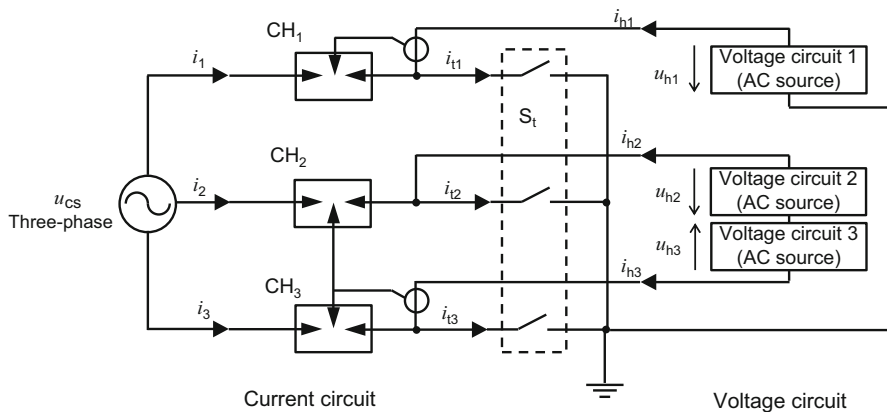 i_h1
CH₁
Voltage circuit 1
(AC source)
i₁
i_t1
u_h1
S_t
CH₂
i_h2
Voltage circuit 2
(AC source)
u_cs
Three-phase
i₂
i_t2
u_h2
Voltage circuit 3
(AC source)
u_h3
CH₃
i_h3
i₃
i_t3
Current circuit
Voltage circuit